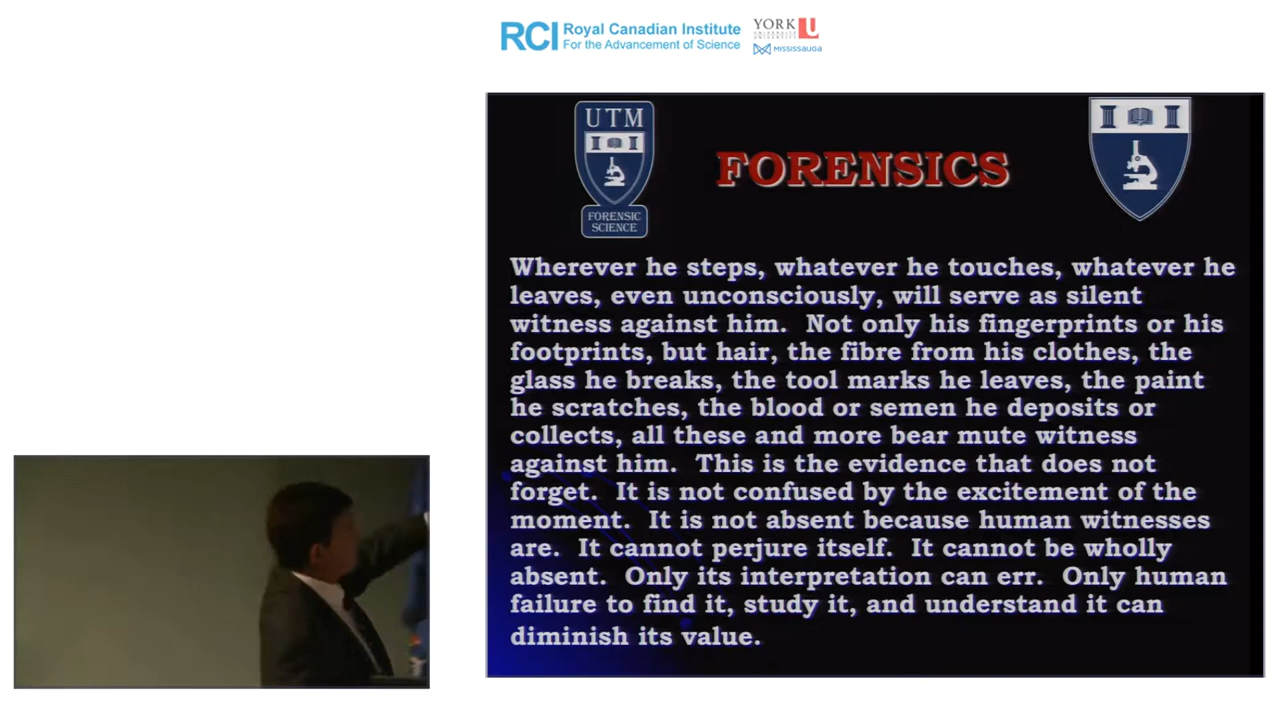 RCI Royal Canadian Institute
For the Advancement of Science
YORK U
MISSISSAUGA
UTM
FORENSIC
SCIENCE
FORENSICS
Wherever he steps, whatever he touches, whatever he
leaves, even unconsciously, will serve as silent
witness against him. Not only his fingerprints or his
footprints, but hair, the fibre from his clothes, the
glass he breaks, the tool marks he leaves, the paint
he scratches, the blood or semen he deposits or
collects, all these and more bear mute witness
against him. This is the evidence that does not
forget. It is not confused by the excitement of the
moment. It is not absent because human witnesses
are. It cannot perjure itself. It cannot be wholly
absent. Only its interpretation can err. Only human
failure to find it, study it, and understand it can
diminish its value.